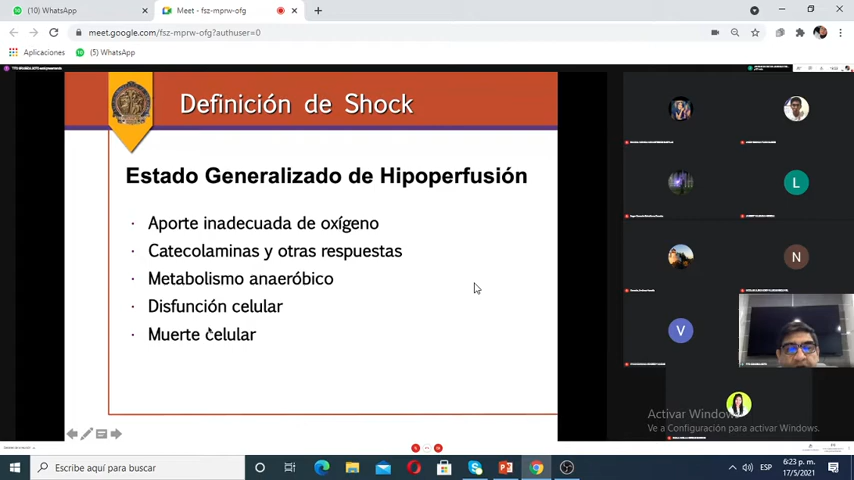 (10) WhatsApp
Meet - fsz-mprw-ofg
meet.google.com/fsz-mprw-ofg?authuser=0
Aplicaciones
(5) WhatsApp
Definición de Shock
Estado Generalizado de Hipoperfusión
· Aporte inadecuada de oxígeno
· Catecolaminas y otras respuestas
· Metabolismo anaeróbico
· Disfunción celular
· Muerte celular
L
N
V
Activar Windows
Ve a Configuración para activar Windows.
Escribe aquí para buscar
ESP
6:23 p. m.
17/5/2021